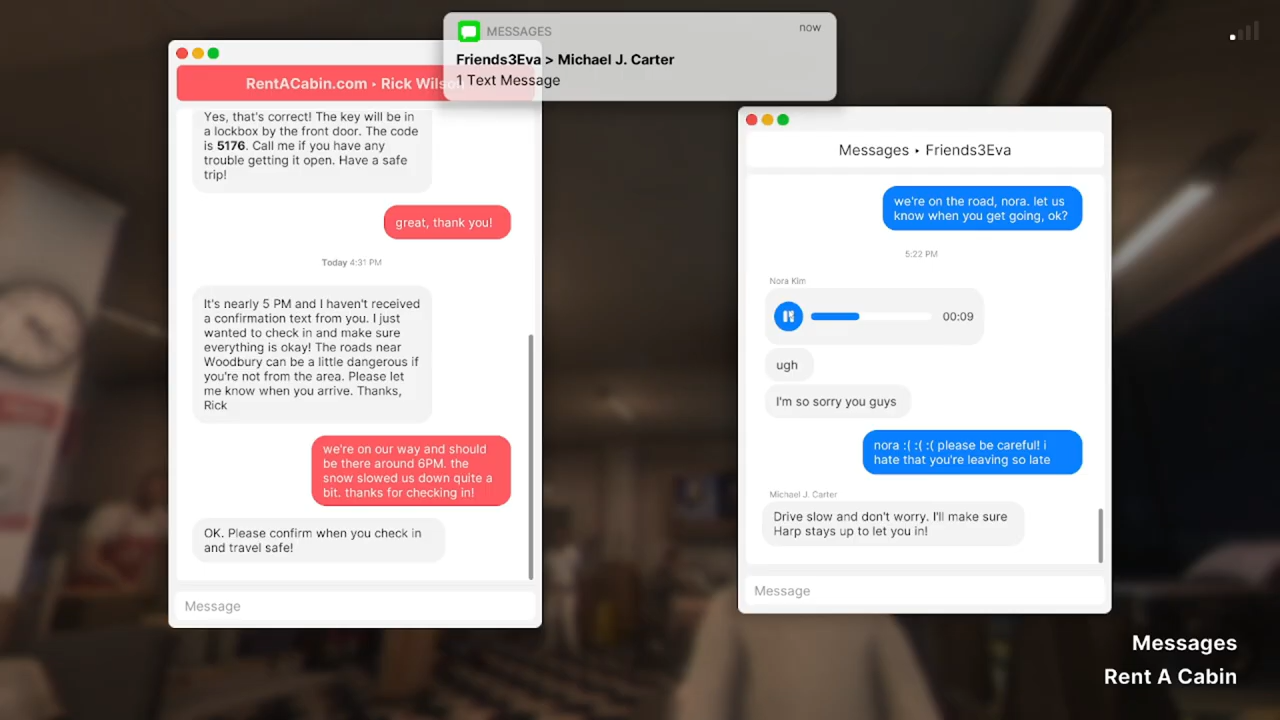 MESSAGES
now
Friends3Eva > Michael J. Carter
1 Text Message
RentACabin.com • Rick Wilson
Yes, that's correct! The key will be in
a lockbox by the front door. The code
is 5176. Call me if you have any
trouble getting it open. Have a safe
trip!
great, thank you!
Today 4:31 PM
It's nearly 5 PM and I haven't received
a confirmation text from you. I just
wanted to check in and make sure
everything is okay! The roads near
Woodbury can be a little dangerous if
you're not from the area. Please let
me know when you arrive. Thanks,
Rick
we're on our way and should
be there around 6PM. the
snow slowed us down quite a
bit. thanks for checking in!
OK. Please confirm when you check in
and travel safe!
Message
Messages ‣ Friends3Eva
we're on the road, nora. let us
know when you get going, ok?
5:22 PM
Nora Kim
00:09
ugh
I'm so sorry you guys
nora :( :( :( please be careful! i
hate that you're leaving so late
Michael J. Carter
Drive slow and don't worry. I'll make sure
Harp stays up to let you in!
Message
Messages
Rent A Cabin